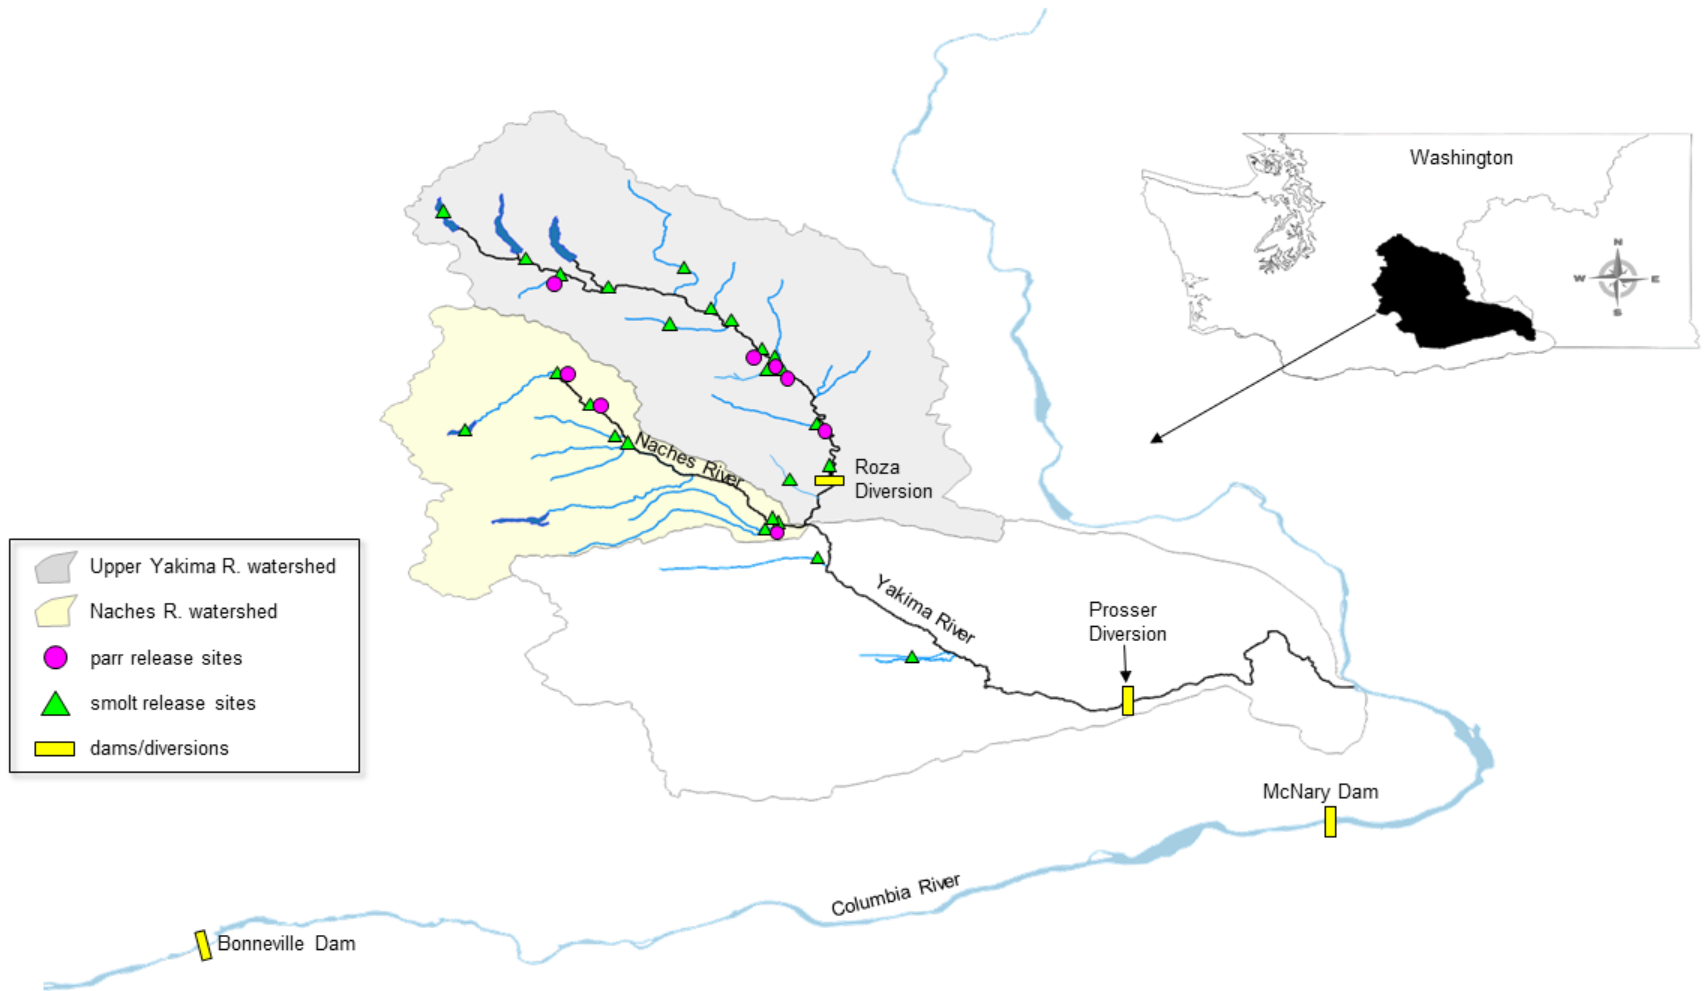 Washington
N
W E
S
Naches River
Roza
Diversion
Upper Yakima R. watershed
Naches R. watershed
parr release sites
smolt release sites
dams/diversions
Yakima River
Prosser
Diversion
McNary Dam
Columbia River
Bonneville Dam